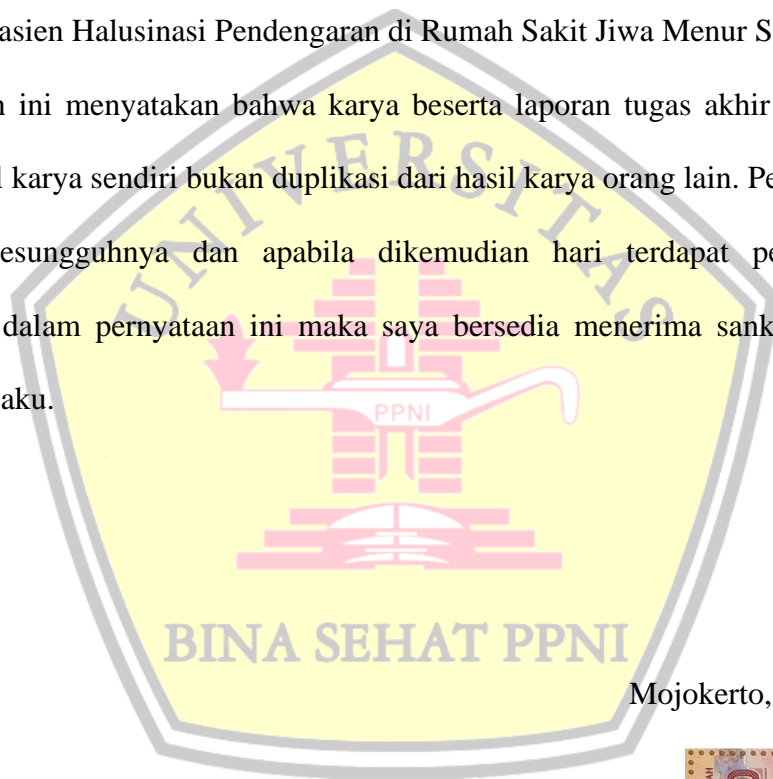 asien Halusinasi Pendengaran di Rumah Sakit Jiwa Menur S
n ini menyatakan bahwa karya beserta laporan tugas akhir
l karya sendiri bukan duplikasi dari hasil karya orang lain. Pe
esungguhnya dan apabila dikemudian hari terdapat pe
dalam pernyataan ini maka saya bersedia menerima sank
aku.
UNIVERSITAS
PPNI
BINA SEHAT PPNI
Mojokerto,